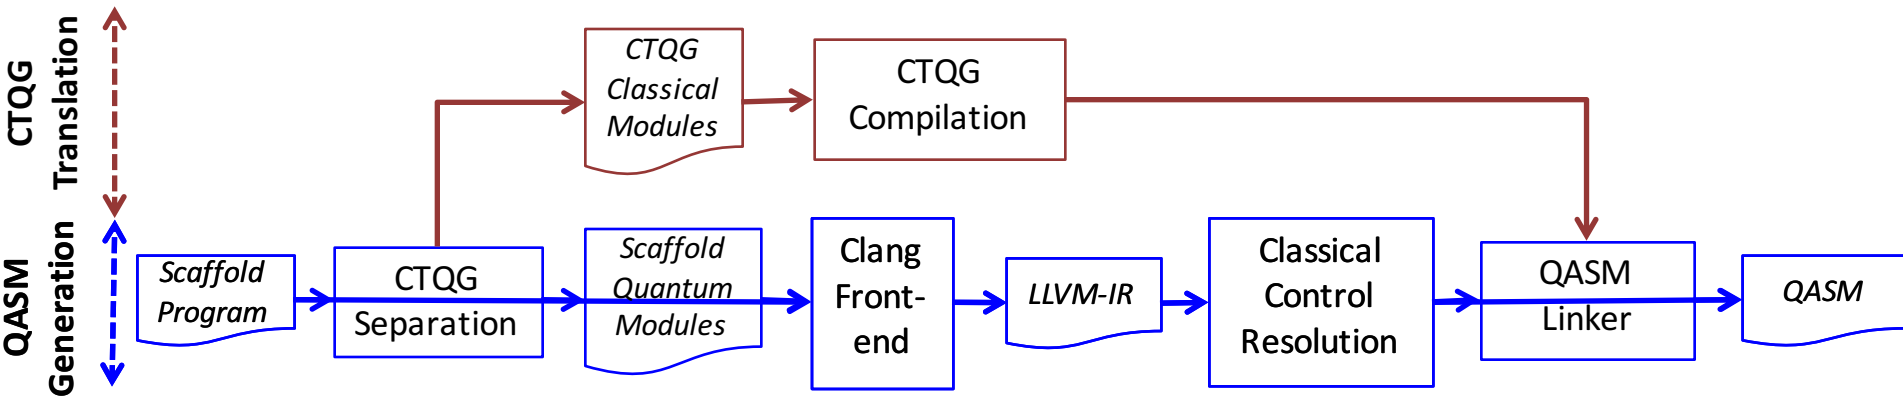 CTQG
Translation
CTQG
Classical
Modules
CTQG
Compilation
QASM
Generation
Scaffold
Program
CTQG
Separation
Scaffold
Quantum
Modules
Clang
Front-
end
LLVM-IR
Classical
Control
Resolution
QASM
Linker
QASM